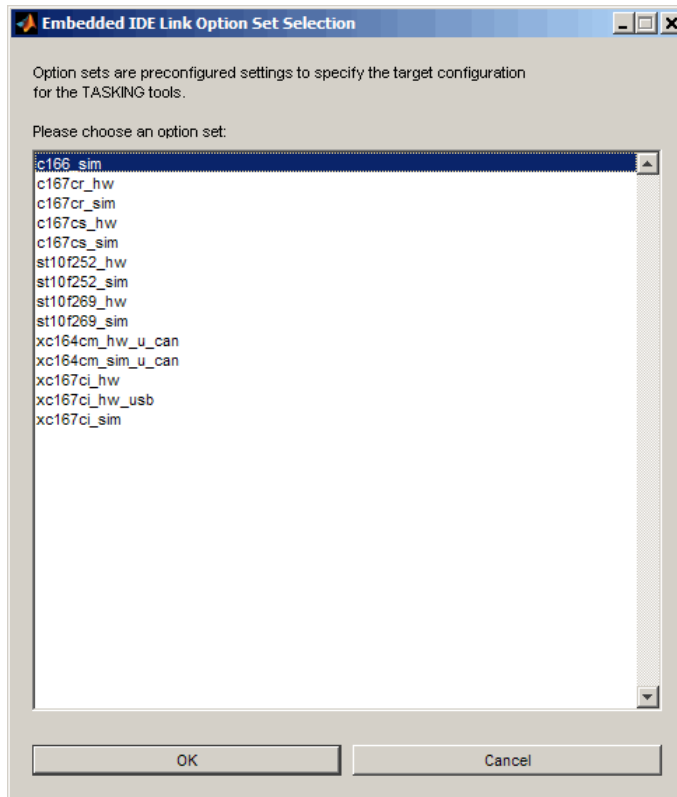 Embedded IDE Link Option Set Selection
Option sets are preconfigured settings to specify the target configuration
for the TASKING tools.
Please choose an option set:
c166_sim
c167cr_hw
c167cr_sim
c167cs_hw
c167cs_sim
st10f252_hw
st10f252_sim
st10f269_hw
st10f269_sim
xc164cm_hw_u_can
xc164cm_sim_u_can
xc167ci_hw
xc167ci_hw_usb
xc167ci_sim
OK
Cancel